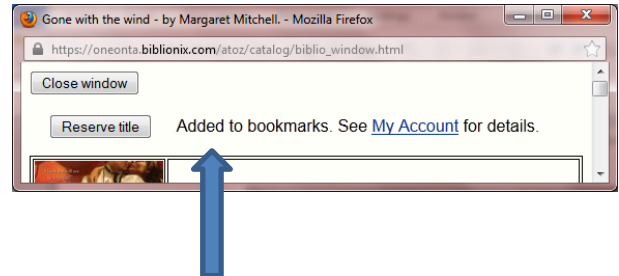 Gone with the wind - by Margaret Mitchell. - Mozilla Firefox
https://oneonta.biblionix.com/atoz/catalog/biblio_window.html
Close window
Reserve title Added to bookmarks. See My Account for details.